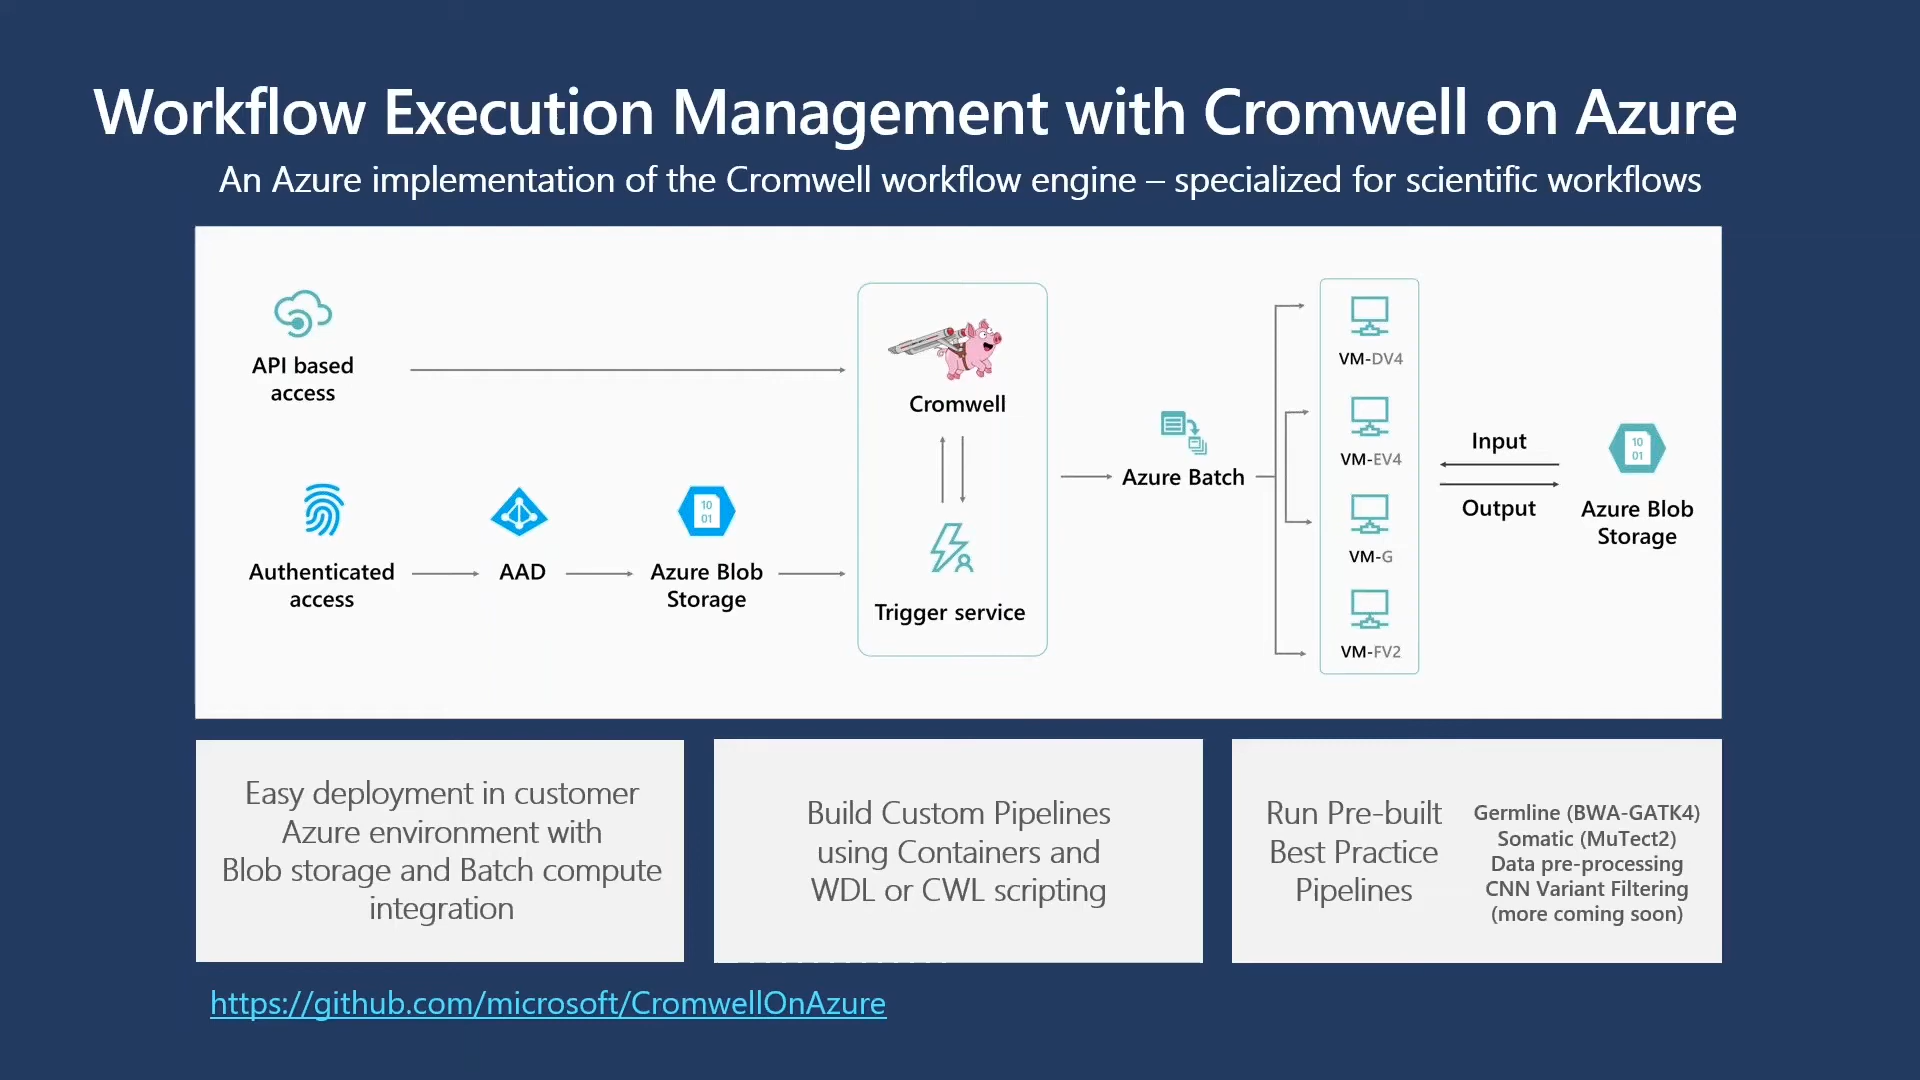 Workflow Execution Management with Cromwell on Azure
An Azure implementation of the Cromwell workflow engine – specialized for scientific workflows
API based
access
Authenticated
access
AAD
10
01
Azure Blob
Storage
Cromwell
Trigger service
Azure Batch
VM-DV4
VM-EV4
VM-G
VM-FV2
Input
Output
10
01
Azure Blob
Storage
Easy deployment in customer
Azure environment with
Blob storage and Batch compute
integration
Build Custom Pipelines
using Containers and
WDL or CWL scripting
Run Pre-built
Best Practice
Pipelines
Germline (BWA-GATK4)
Somatic (MuTect2)
Data pre-processing
CNN Variant Filtering
(more coming soon)
https://github.com/microsoft/CromwellOnAzure